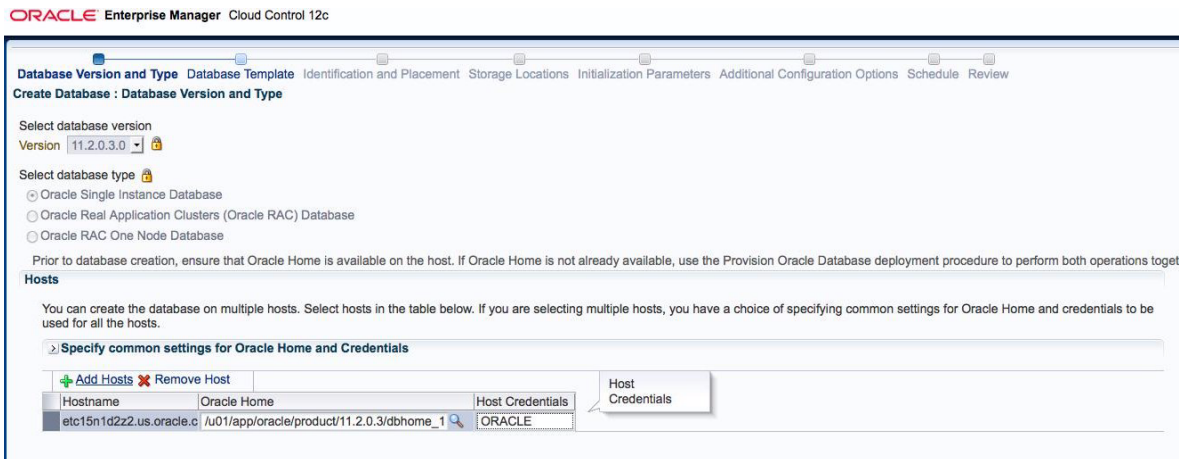 ORACLE Enterprise Manager Cloud Control 12c
Database Version and Type Database Template Identification and Placement Storage Locations Initialization Parameters Additional Configuration Options Schedule Review
Create Database : Database Version and Type
Select database version
Version 11.2.0.3.0
Select database type
Oracle Single Instance Database
Oracle Real Application Clusters (Oracle RAC) Database
Oracle RAC One Node Database
Prior to database creation, ensure that Oracle Home is available on the host. If Oracle Home is not already available, use the Provision Oracle Database deployment procedure to perform both operations toget
Hosts
You can create the database on multiple hosts. Select hosts in the table below. If you are selecting multiple hosts, you have a choice of specifying common settings for Oracle Home and credentials to be
used for all the hosts.
Specify common settings for Oracle Home and Credentials
Add Hosts Remove Host
Host
Credentials
Hostname Oracle Home Host Credentials
etc15n1d2z2.us.oracle.c /u01/app/oracle/product/11.2.0.3/dbhome_1 ORACLE